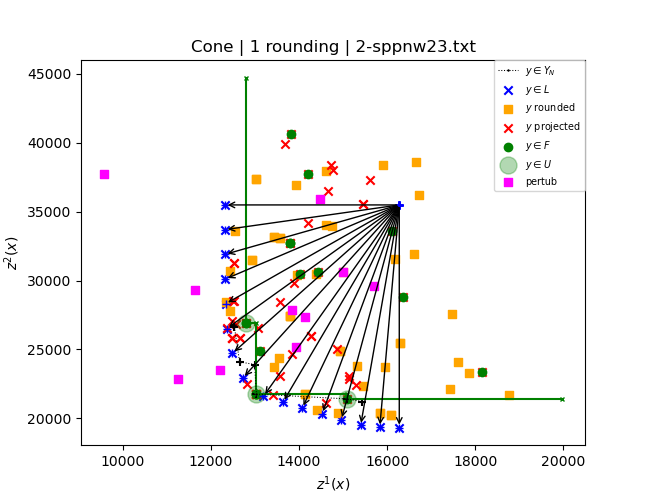 Cone | 1 rounding | 2-sppnw23.txt
45000
40000
35000
30000
25000
20000
z²(x)
10000 12000 14000 16000 18000 20000
z¹(x)
y ∈ Y_N
y ∈ L
y rounded
y projected
y ∈ F
y ∈ U
pertub